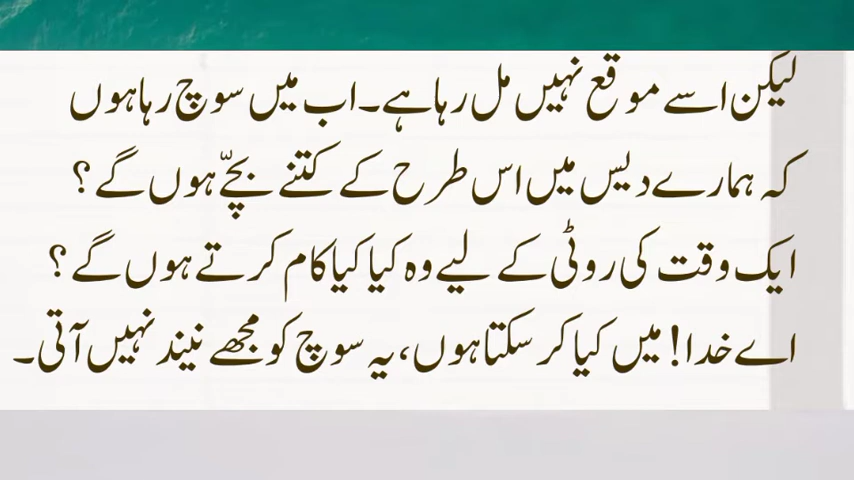 لیکن اسے موقع نہیں مل رہا ہے۔ اب میں سوچ رہا ہوں
کہ ہمارے دیس میں اس طرح کے کتنے بچّے ہوں گے ؟
ایک وقت کی روٹی کے لیے وہ کیا کیا کام کرتے ہوں گے ؟
اے خدا! میں کیا کر سکتا ہوں، یہ سوچ کو مجھے نیند نہیں آتی۔